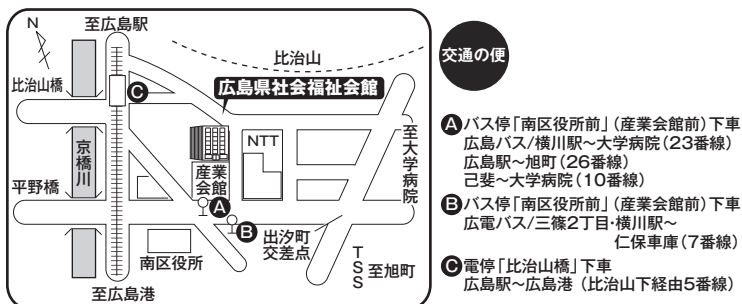 N
至広島駅
比治山
比治山橋
C
広島県社会福祉会館
京橋川
NTT
至大学病院
産業
会館
平野橋
A
B
出汐町
交差点
南区役所
TSS
至旭町
至広島港
交通の便
A バス停「南区役所前」(産業会館前)下車
広島バス/横川駅~大学病院(23番線)
広島駅~旭町(26番線)
己斐~大学病院(10番線)
B バス停「南区役所前」(産業会館前)下車
広電バス/三篠2丁目・横川駅~
仁保車庫(7番線)
C 電停「比治山橋」下車
広島駅~広島港(比治山下経由5番線)